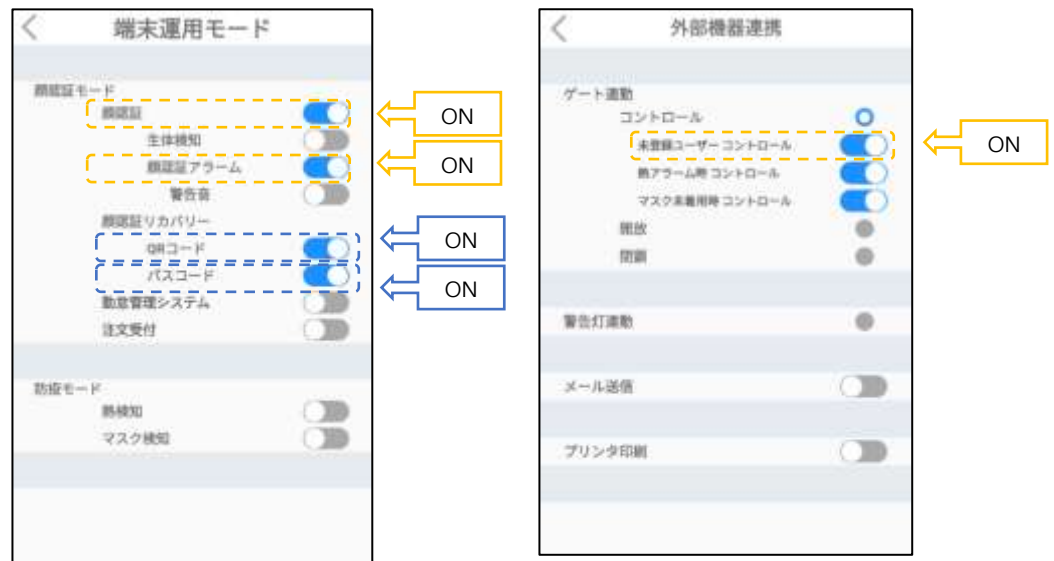 端末運用モード
顔認証モード
顔認証
ON
生体検知
顔認証アラーム
ON
警告音
顔認証リカバリー
QRコード
ON
パスコード
ON
勤怠管理システム
注文受付
防疫モード
熱検知
マスク検知
外部機器連携
ゲート連動
コントロール
未登録ユーザー コントロール
ON
熱アラーム時 コントロール
マスク未着用時 コントロール
開放
閉鎖
警告灯連動
メール送信
プリンタ印刷